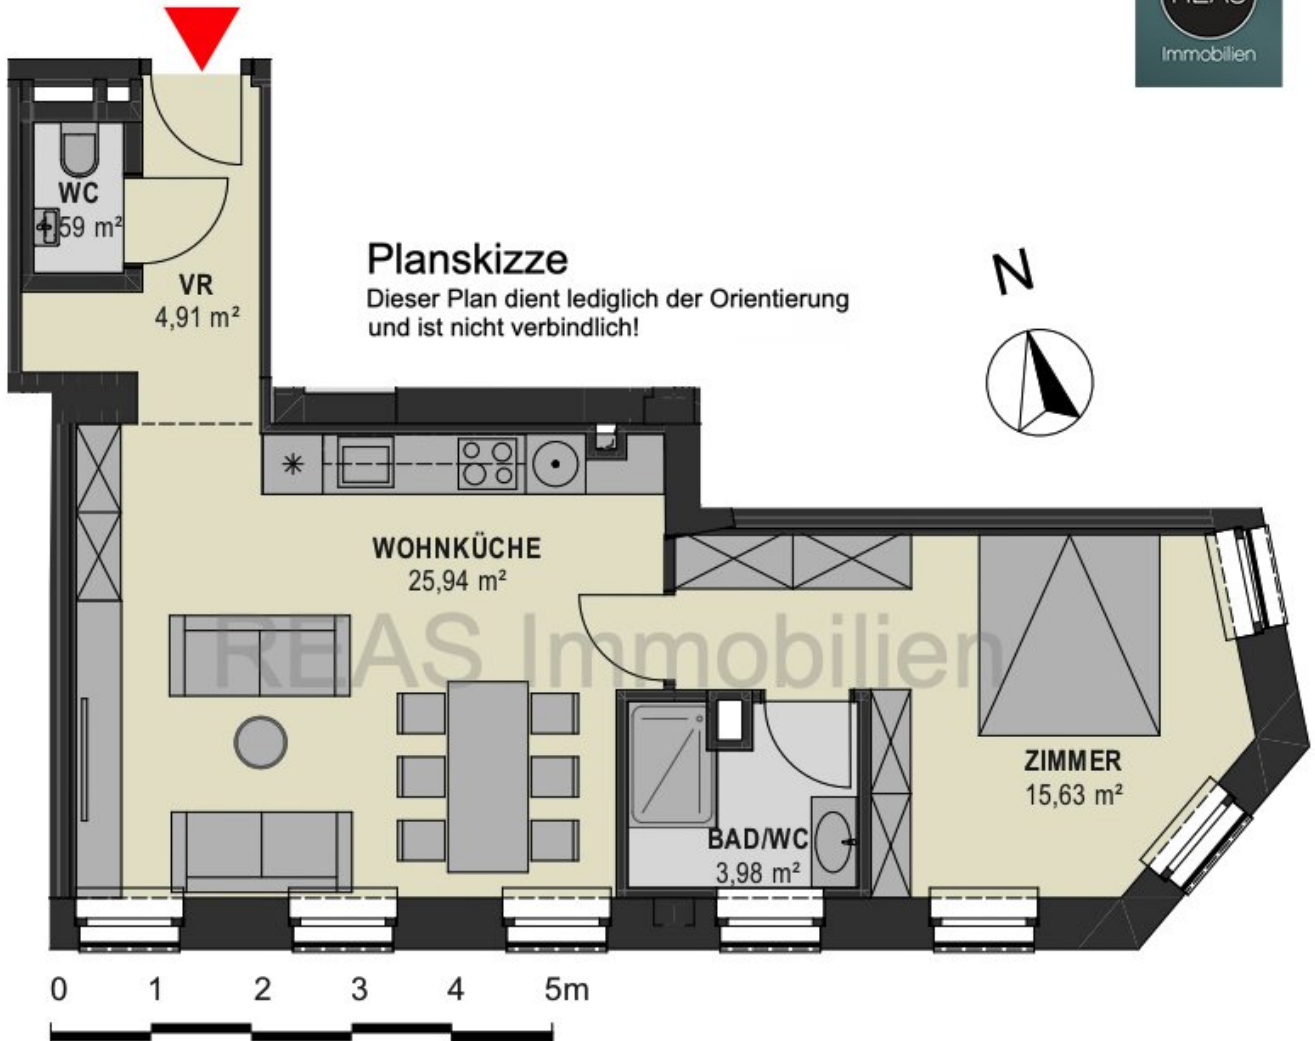 REAS
Immobilien
WC
1,59 m²
VR
4,91 m²
Planskizze
Dieser Plan dient lediglich der Orientierung
und ist nicht verbindlich!
N
WOHNKÜCHE
25,94 m²
REAS Immobilien
ZIMMER
15,63 m²
BAD/WC
3,98 m²
0 1 2 3 4 5m